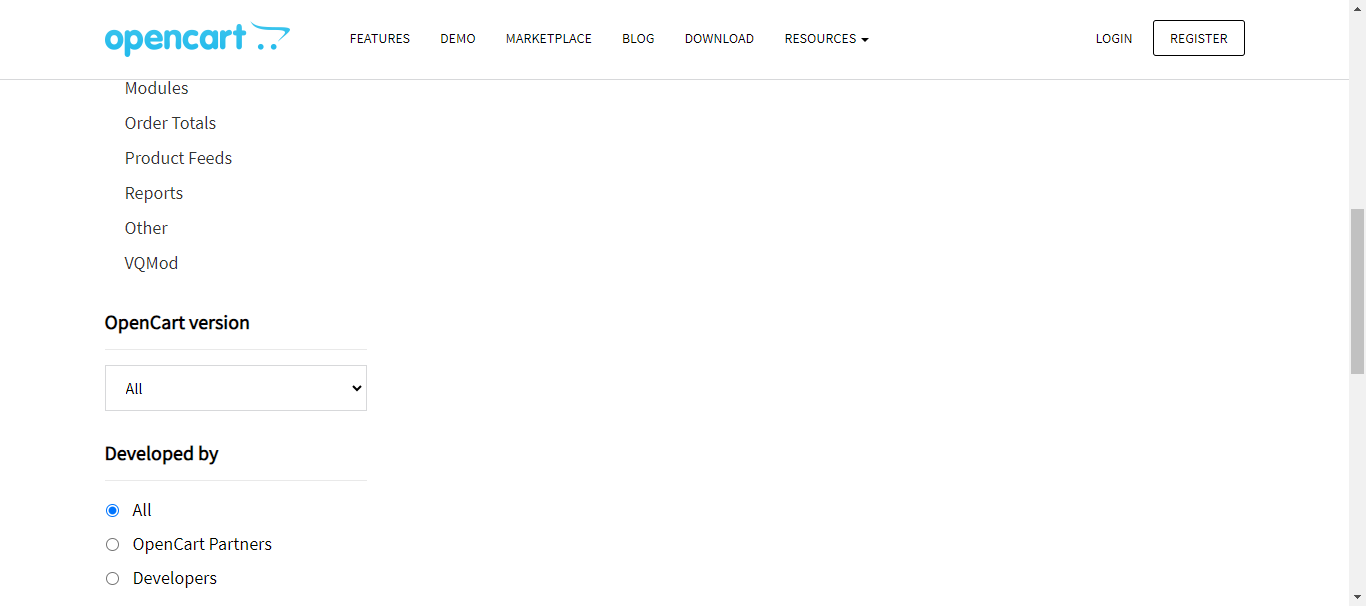 opencart
FEATURES DEMO MARKETPLACE BLOG DOWNLOAD RESOURCES LOGIN REGISTER
Modules
Order Totals
Product Feeds
Reports
Other
VQMod
OpenCart version
All
Developed by
All
OpenCart Partners
Developers